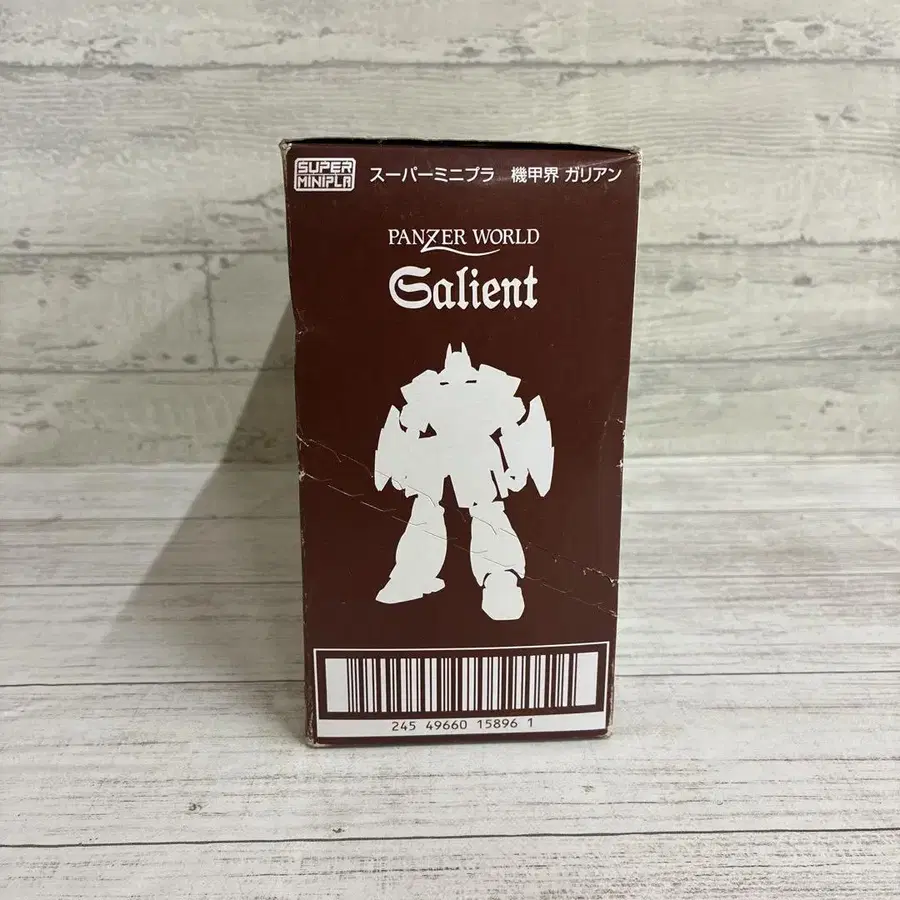 SUPER
MINIPLA
スーパーミニプラ 機甲界 ガリアン
PANZER WORLD
Galient
245 49660 15896 1